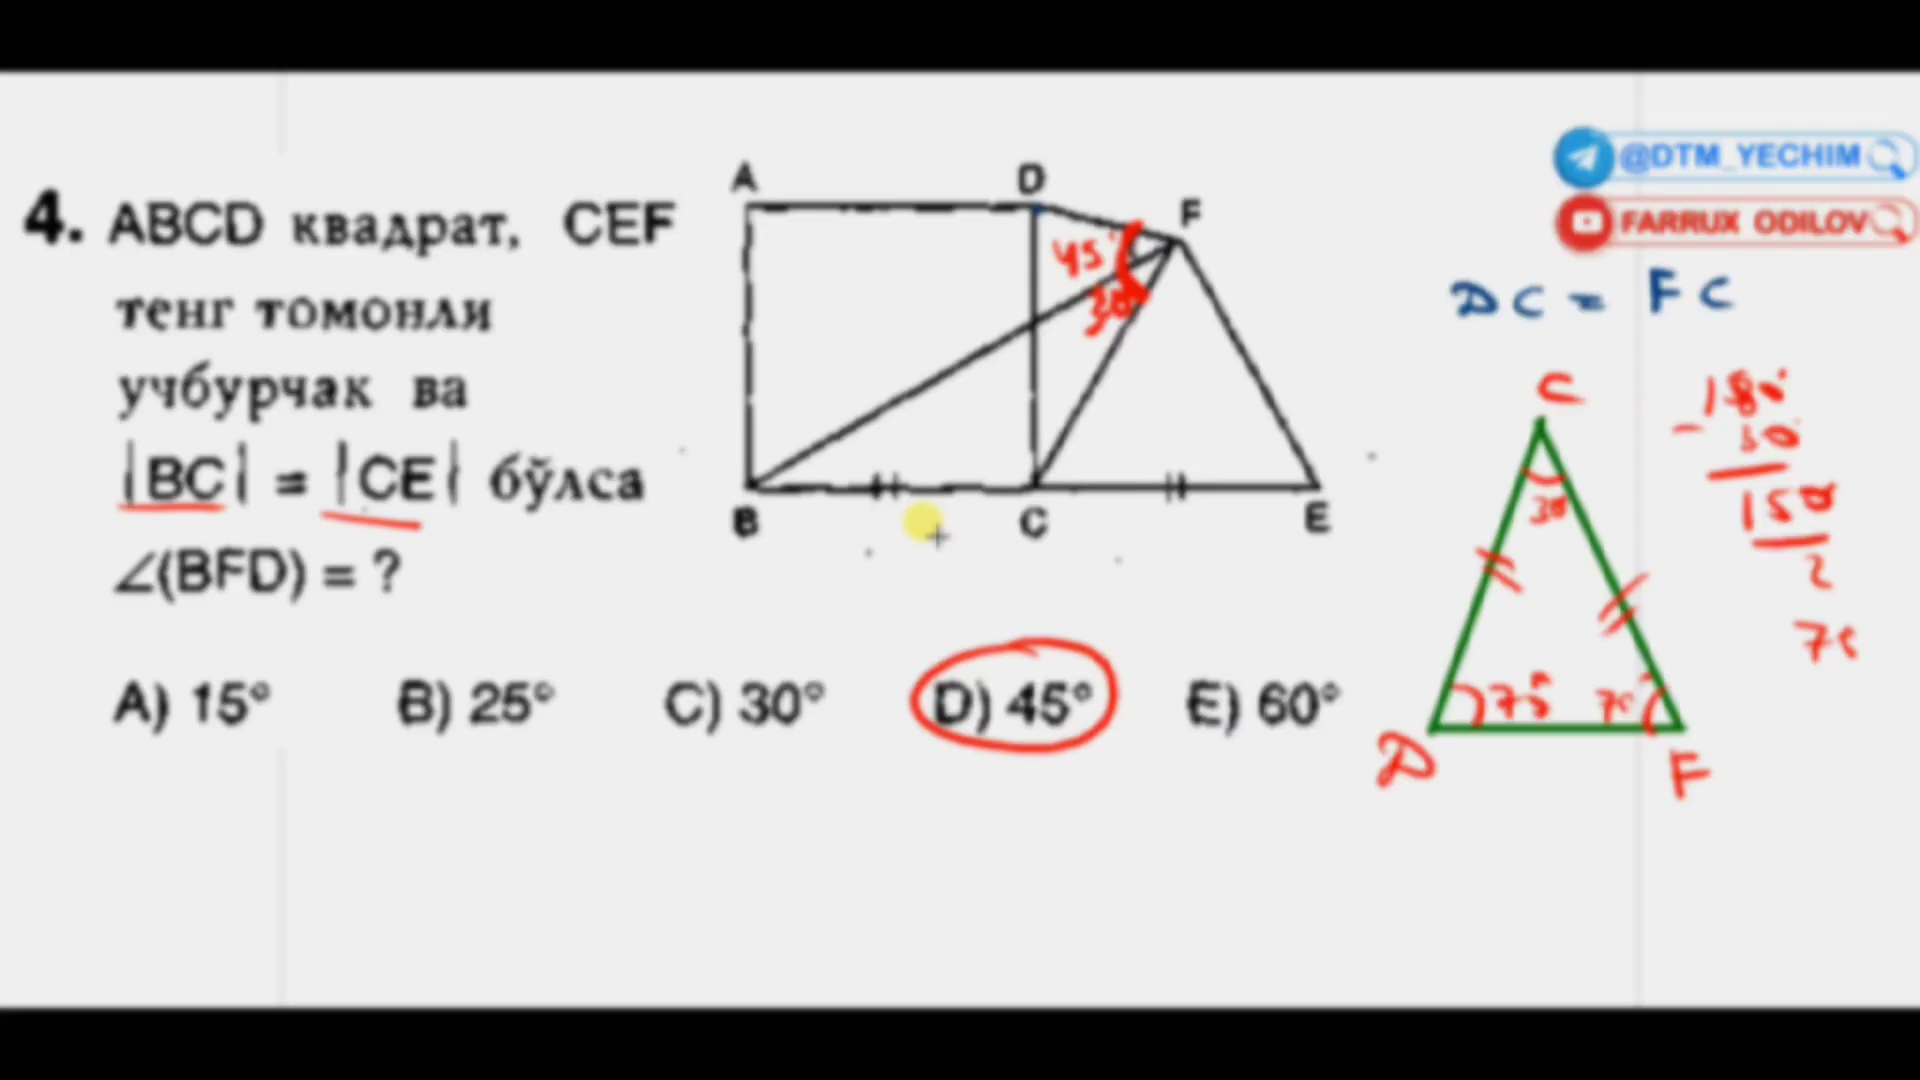 @DTM_YECHIM
FARRUX ODILOV
4. ABCD квадрат, CEF
тенг томонли
учбурчак ва
|BC| = |CE| бўлса
∠(BFD) = ?
A) 15° B) 25° C) 30° D) 45° E) 60°
A D F
B C E
45°
30
DC = FC
C
30
75° 75°
D F
180
- 30
150
2
75